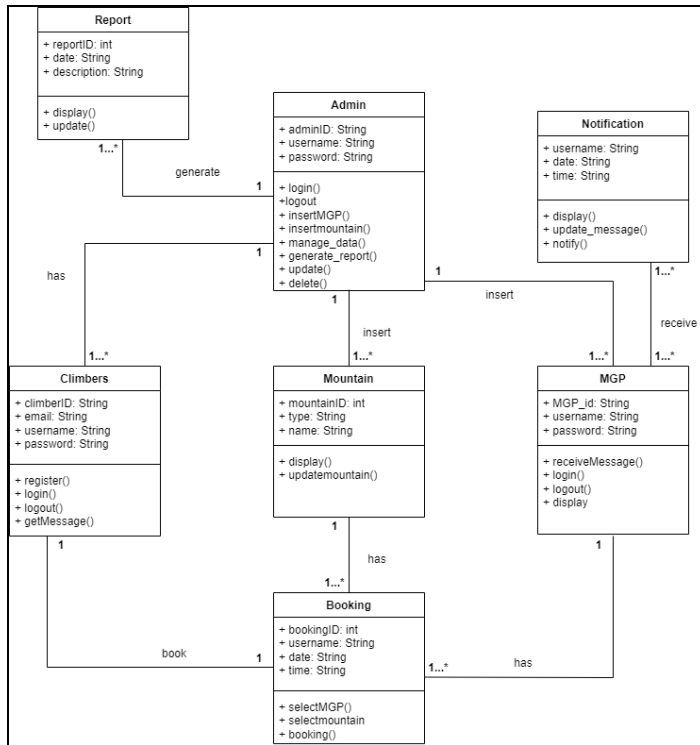 Report
+ reportID: int
+ date: String
+ description: String
+ display()
+ update()
1...*
generate
1
Admin
+ adminID: String
+ username: String
+ password: String
+ login()
+logout
+ insertMGP()
+ insertmountain()
+ manage_data()
+ generate_report()
+ update()
+ delete()
Notification
+ username: String
+ date: String
+ time: String
+ display()
+ update_message()
+ notify()
1
has
1...*
1
insert
1...*
1
insert
1...*
1...*
receive
1...*
Climbers
+ climberID: String
+ email: String
+ username: String
+ password: String
+ register()
+ login()
+ logout()
+ getMessage()
Mountain
+ mountainID: int
+ type: String
+ name: String
+ display()
+ updatemountain()
MGP
+ MGP_id: String
+ username: String
+ password: String
+ receiveMessage()
+ login()
+ logout()
+ display
1
book
1
1
has
1...*
1
has
1...*
Booking
+ bookingID: int
+ username: String
+ date: String
+ time: String
+ selectMGP()
+ selectmountain
+ booking()